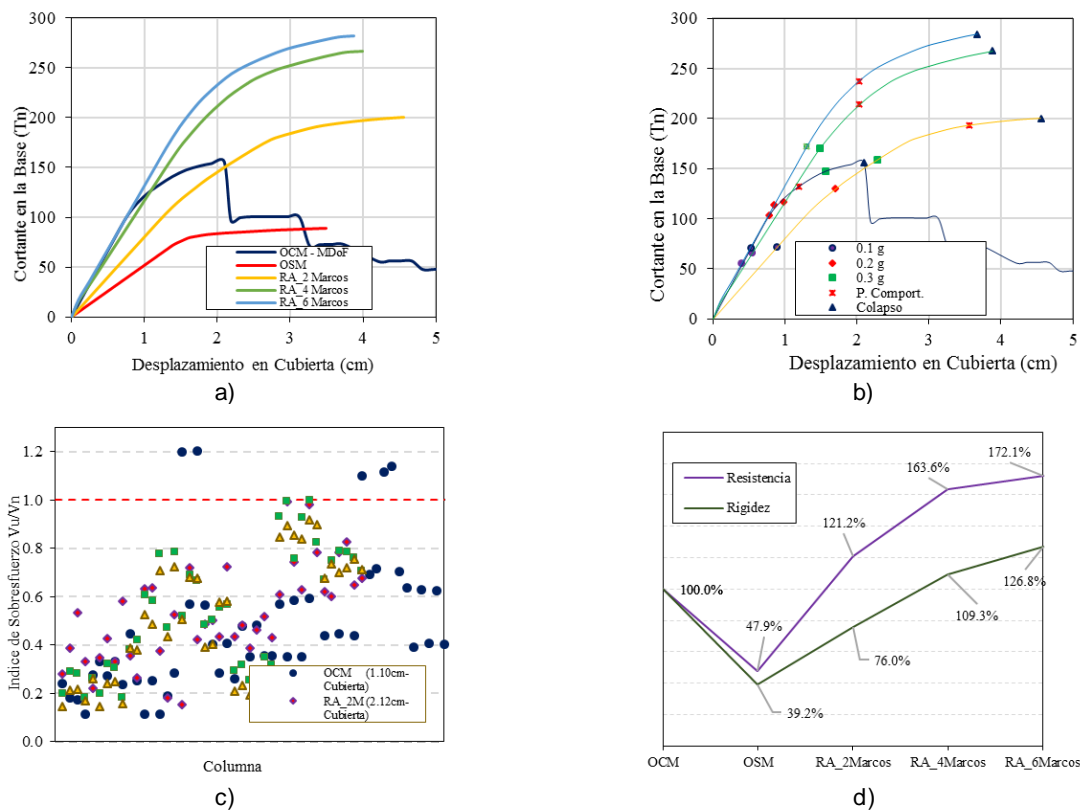 300
250
200
150
100
50
0
Cortante en la Base (Tn)
OCM - MDoF
OSM
RA_2 Marcos
RA_4 Marcos
RA_6 Marcos
0 1 2 3 4 5
Desplazamiento en Cubierta (cm)
a)
300
250
200
150
100
50
0
Cortante en la Base (Tn)
0.1 g
0.2 g
0.3 g
P. Comport.
Colapso
0 1 2 3 4 5
Desplazamiento en Cubierta (cm)
b)
1.2
1.0
0.8
0.6
0.4
0.2
0.0
Indice de Sobresfuerzo Vu/Vn
OCM (1.10cm-
Cubierta)
RA_2M (2.12cm-
Cubierta)
Columna
c)
Resistencia
Rigidez
100.0%
47.9%
39.2%
121.2%
76.0%
163.6%
109.3%
172.1%
126.8%
OCM OSM RA_2Marcos RA_4Marcos RA_6Marcos
d)